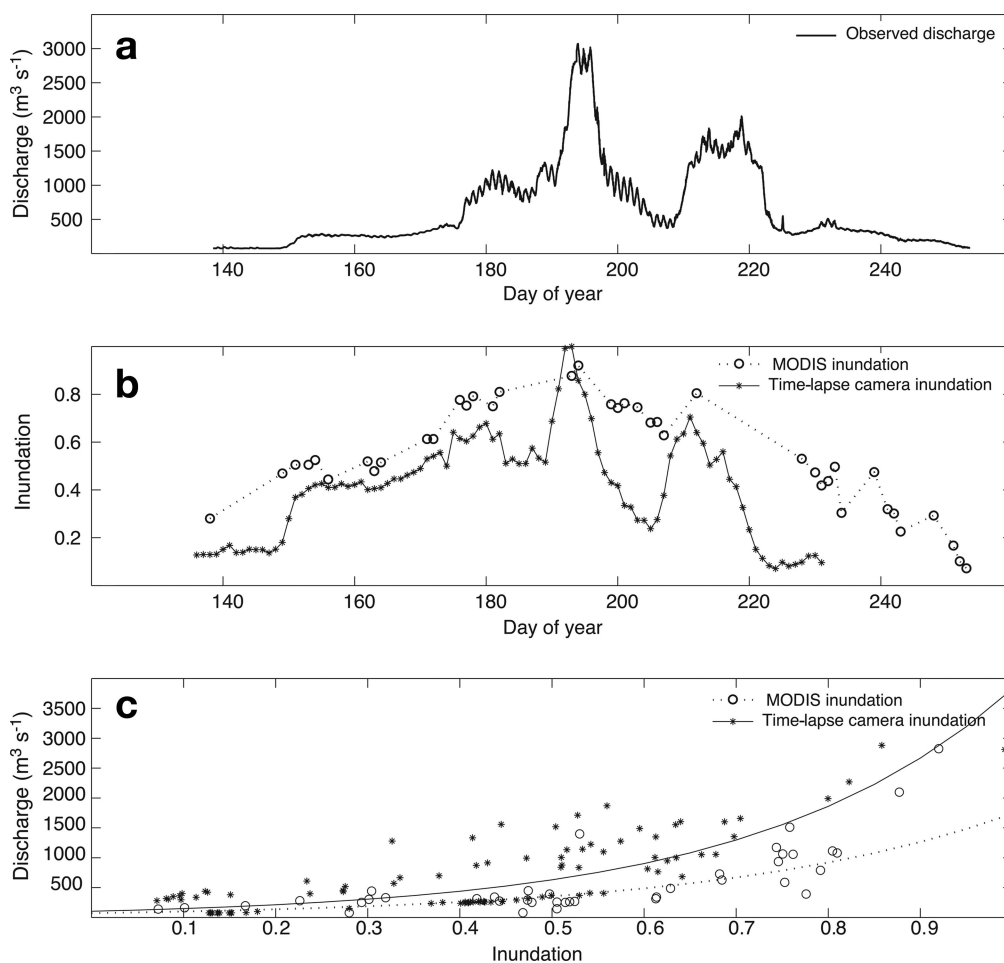 a
Observed discharge
3000
2500
2000
1500
1000
500
Discharge (m³ s⁻¹)
140 160 180 200 220 240
Day of year
b
MODIS inundation
Time-lapse camera inundation
0.8
0.6
0.4
0.2
Inundation
140 160 180 200 220 240
Day of year
c
MODIS inundation
Time-lapse camera inundation
3500
3000
2500
2000
1500
1000
500
Discharge (m³ s⁻¹)
0.1 0.2 0.3 0.4 0.5 0.6 0.7 0.8 0.9
Inundation